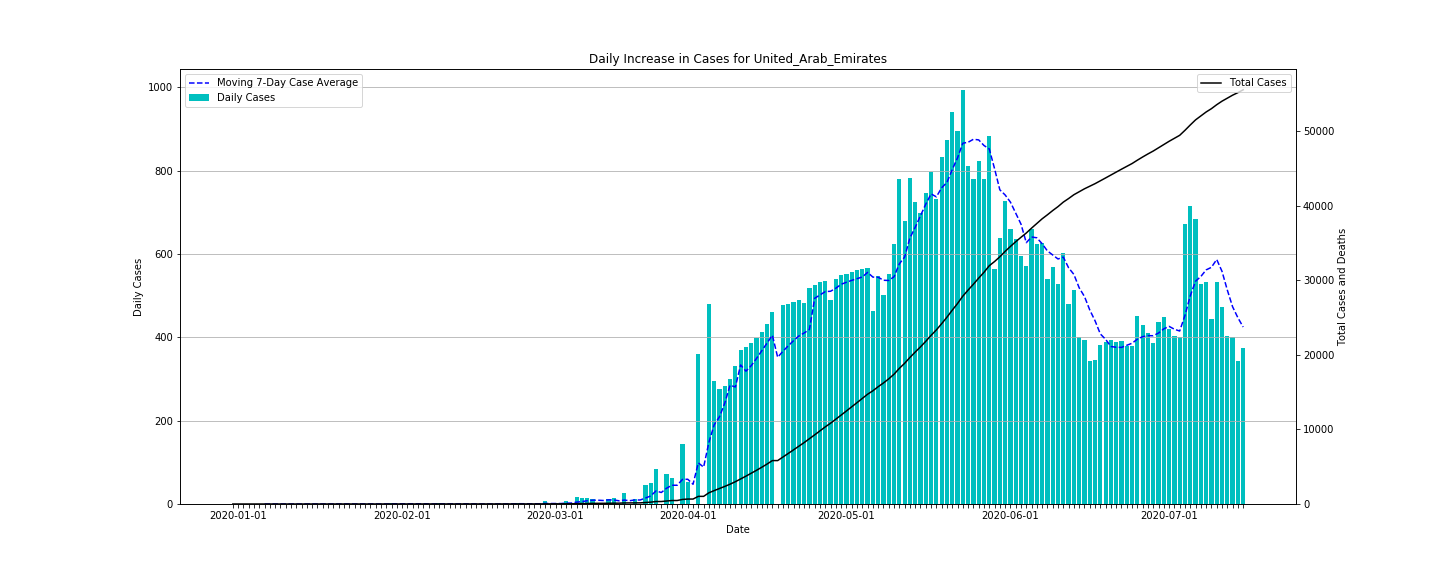 Daily Increase in Cases for United_Arab_Emirates
Moving 7-Day Case Average
Daily Cases
Total Cases
1000
800
600
400
200
0
Daily Cases
50000
40000
30000
20000
10000
0
Total Cases and Deaths
2020-01-01
2020-02-01
2020-03-01
2020-04-01
2020-05-01
2020-06-01
2020-07-01
Date